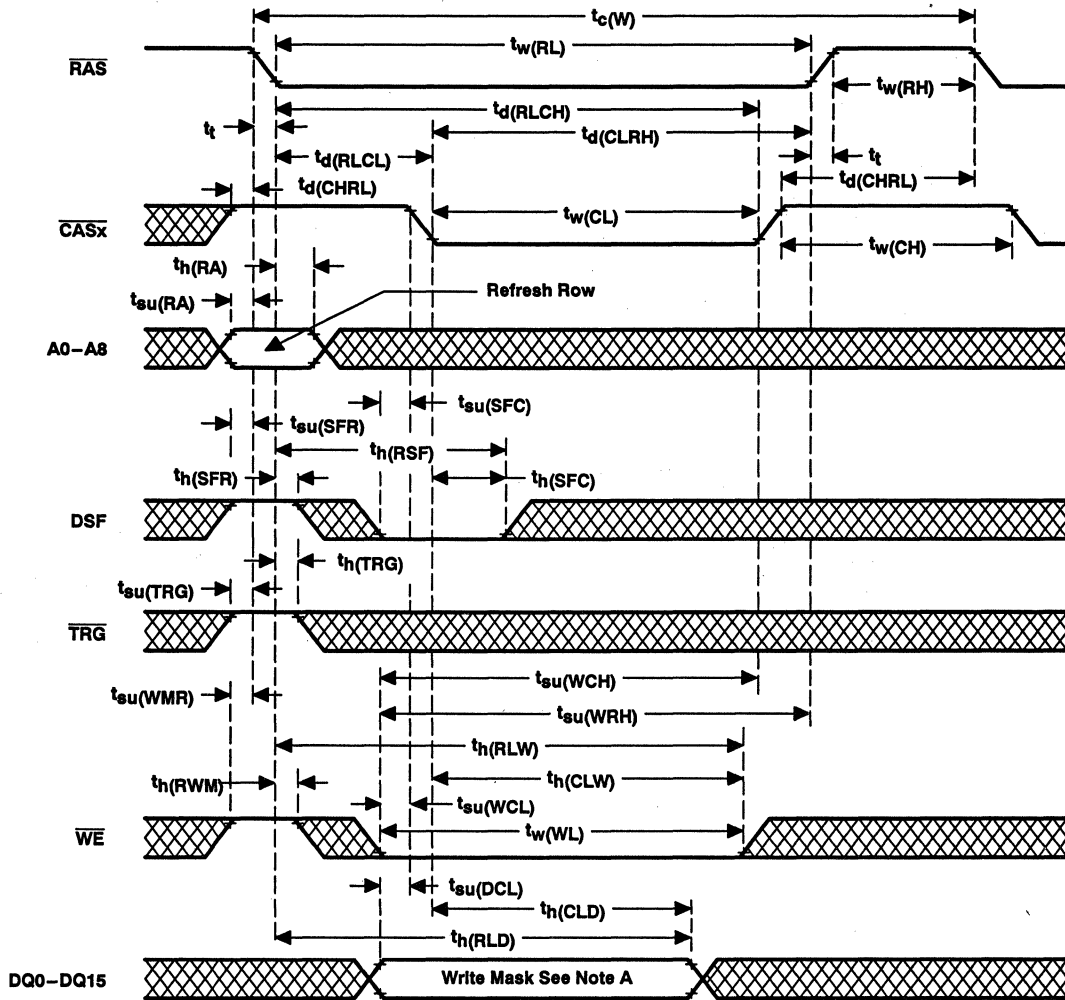 tc(W)
tw(RL)
RAS
tw(RH)
td(RLCH)
tt
td(CLRH)
tt
td(RLCL)
td(CHRL)
td(CHRL)
CASx
tw(CL)
tw(CH)
th(RA)
tsu(RA)
Refresh Row
A0–A8
tsu(SFC)
tsu(SFR)
th(RSF)
th(SFR)
th(SFC)
DSF
th(TRG)
tsu(TRG)
TRG
tsu(WCH)
tsu(WMR)
tsu(WRH)
th(RLW)
th(RWM)
th(CLW)
tsu(WCL)
tw(WL)
WE
tsu(DCL)
th(CLD)
th(RLD)
DQ0–DQ15
Write Mask See Note A